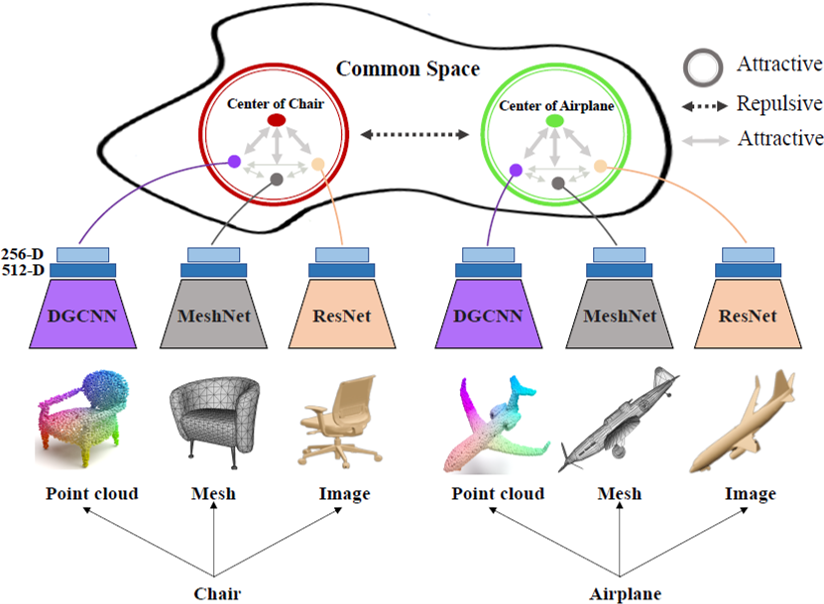 Common Space
Attractive
Center of Chair
Center of Airplane
Repulsive
Attractive
256-D
512-D
DGCNN
MeshNet
ResNet
DGCNN
MeshNet
ResNet
Point cloud
Mesh
Image
Point cloud
Mesh
Image
Chair
Airplane